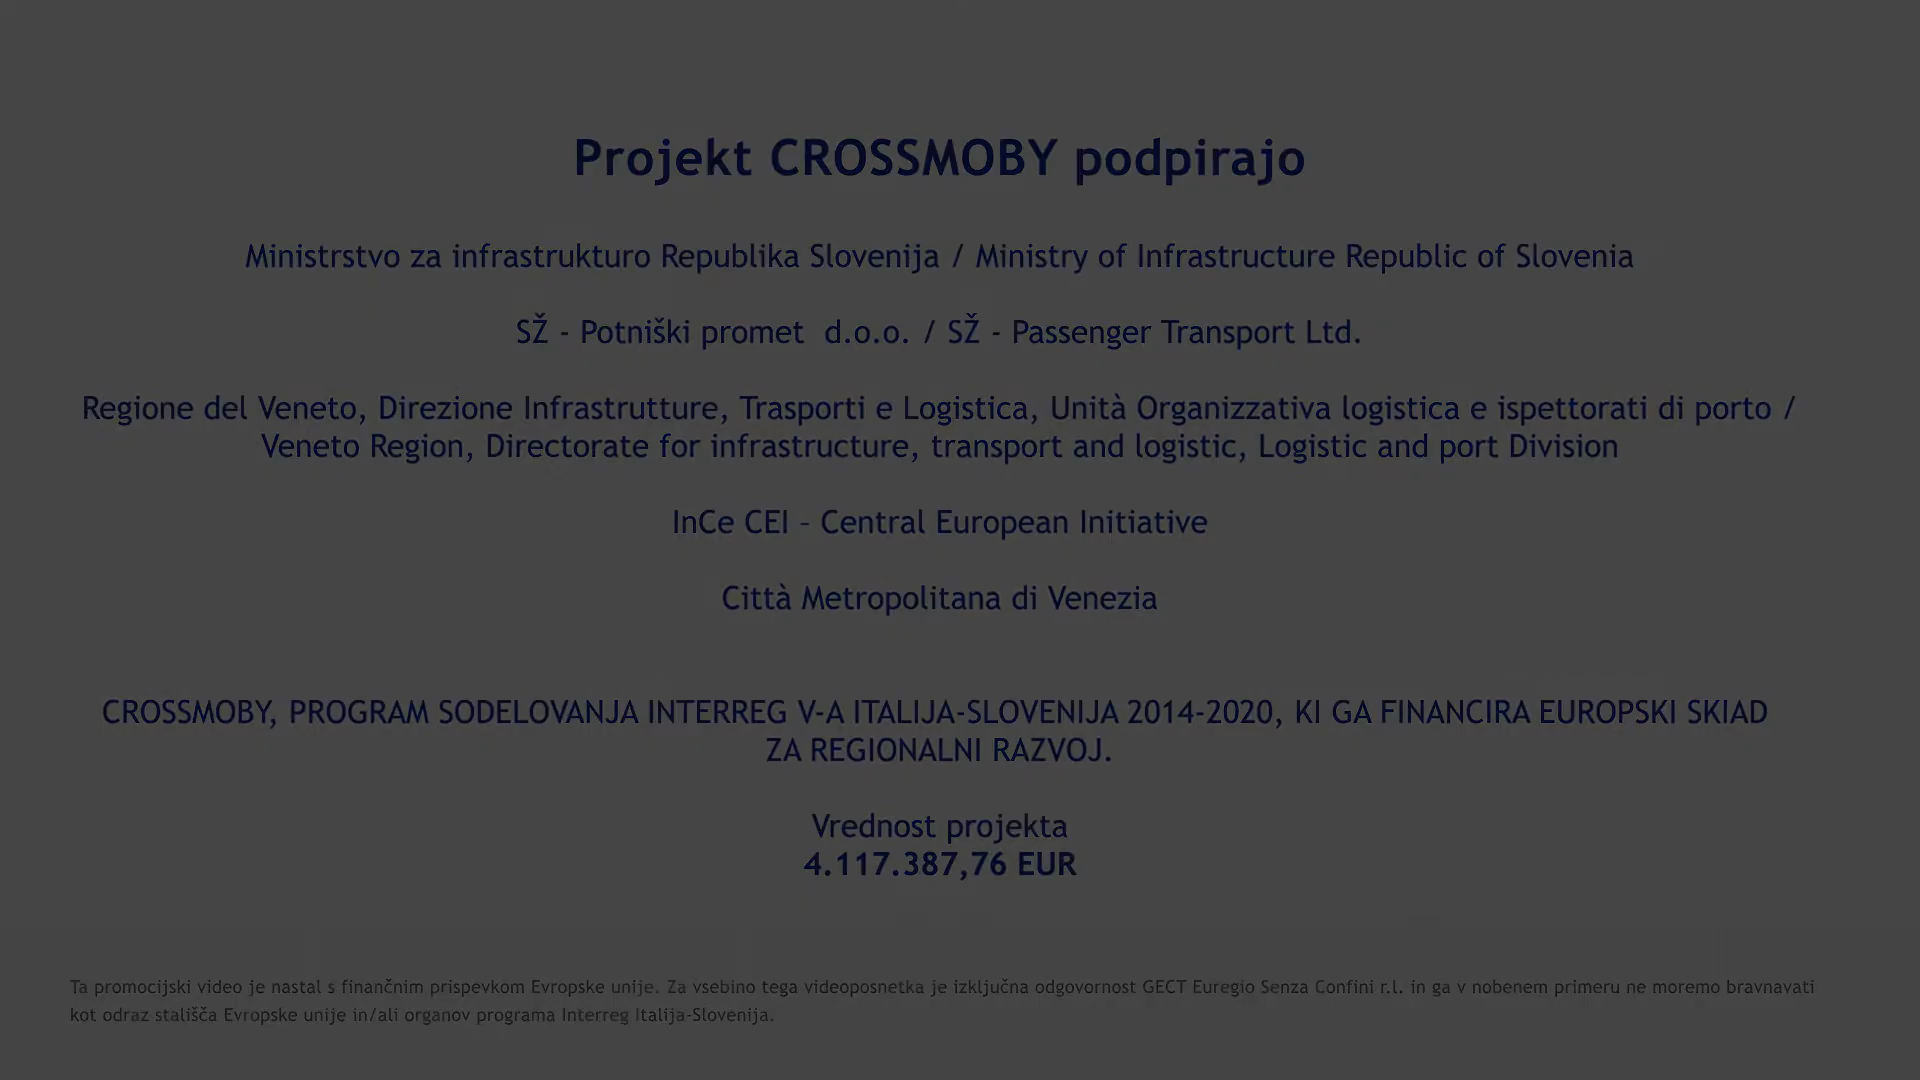 Projekt CROSSMOBY podpirajo
Ministrstvo za infrastrukturo Republika Slovenija / Ministry of Infrastructure Republic of Slovenia
SŽ - Potniški promet d.o.o. / SŽ - Passenger Transport Ltd.
Regione del Veneto, Direzione Infrastrutture, Trasporti e Logistica, Unità Organizzativa logistica e ispettorati di porto /
Veneto Region, Directorate for infrastructure, transport and logistic, Logistic and port Division
InCe CEI – Central European Initiative
Città Metropolitana di Venezia
CROSSMOBY, PROGRAM SODELOVANJA INTERREG V-A ITALIJA-SLOVENIJA 2014-2020, KI GA FINANCIRA EUROPSKI SKIAD
ZA REGIONALNI RAZVOJ.
Vrednost projekta
4.117.387,76 EUR
Ta promocijski video je nastal s finančnim prispevkom Evropske unije. Za vsebino tega videoposnetka je izključna odgovornost GECT Euregio Senza Confini r.l. in ga v nobenem primeru ne moremo bravnavati
kot odraz stališča Evropske unije in/ali organov programa Interreg Italija-Slovenija.